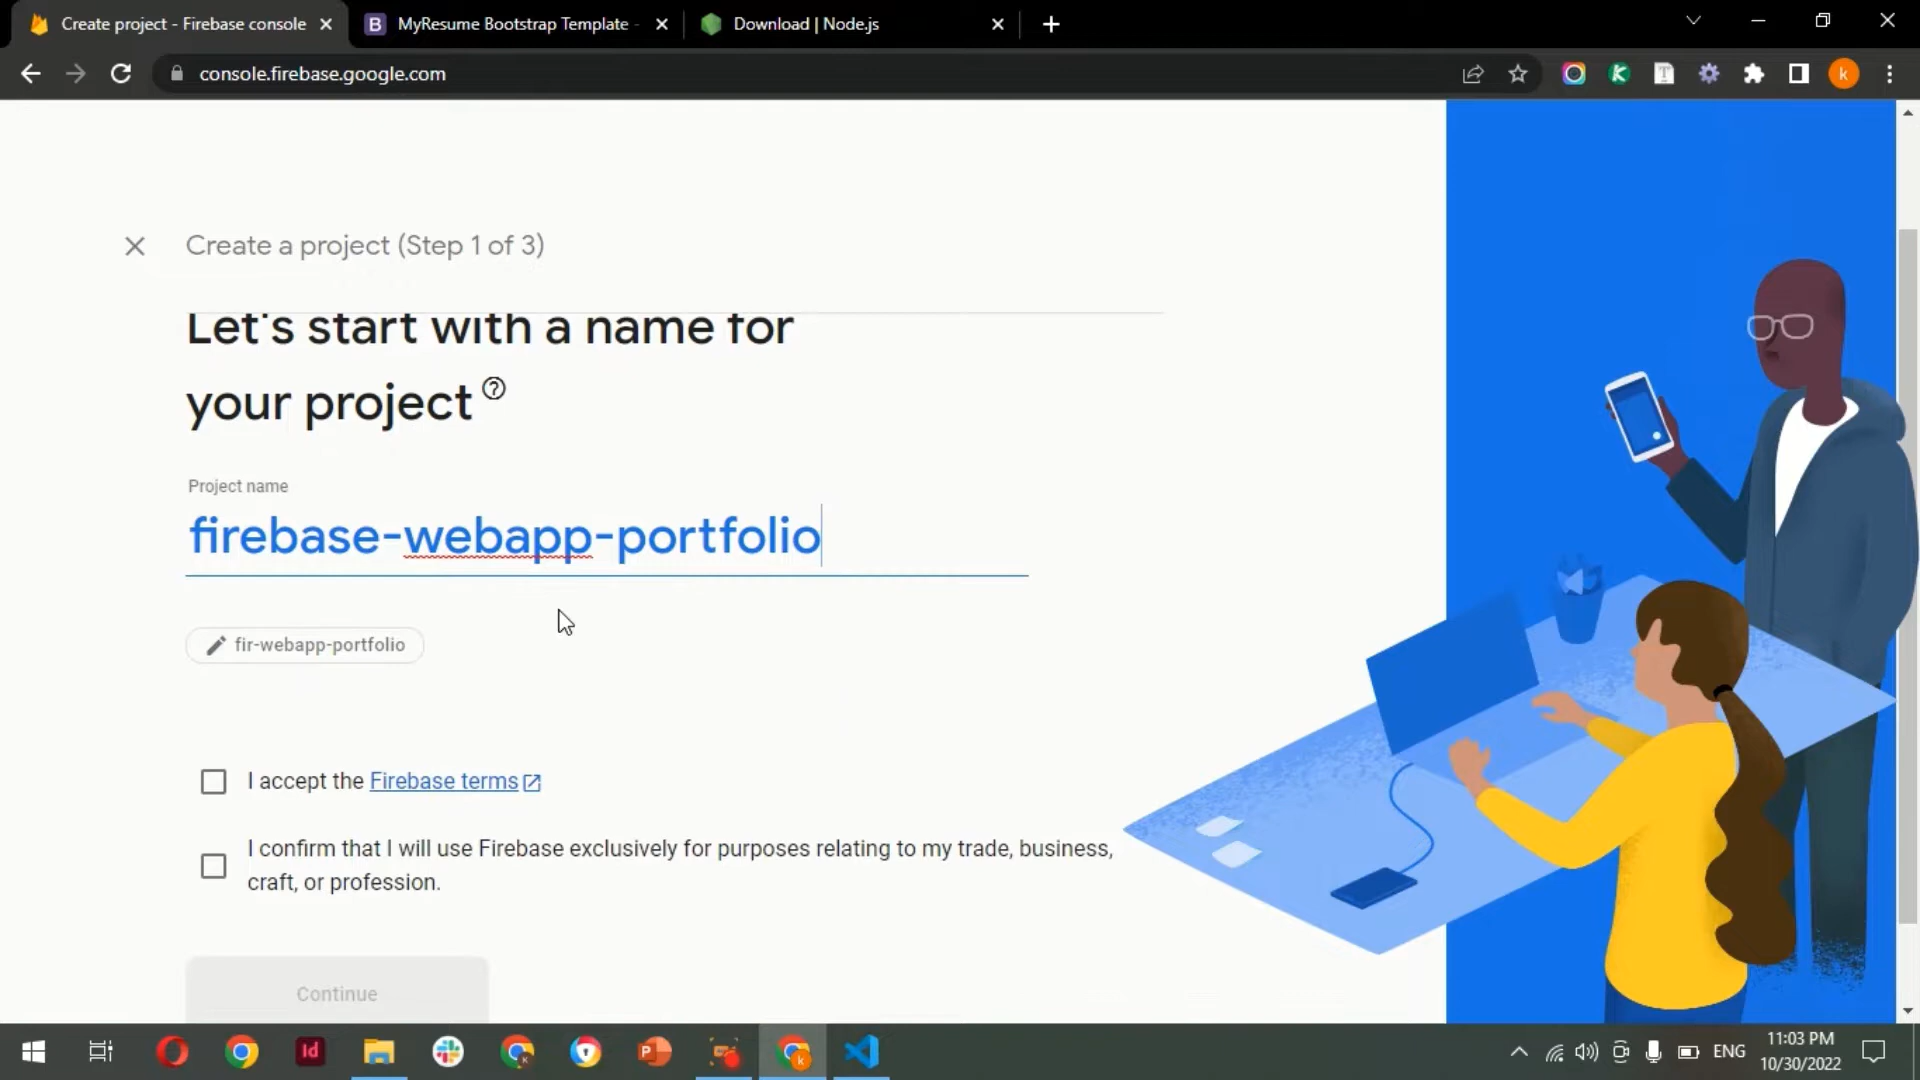 Create project - Firebase console
MyResume Bootstrap Template -
Download | Node.js
console.firebase.google.com
k
Create a project (Step 1 of 3)
Let's start with a name for
your project
Project name
firebase-webapp-portfolio
fir-webapp-portfolio
I accept the Firebase terms
I confirm that I will use Firebase exclusively for purposes relating to my trade, business,
craft, or profession.
Continue
ENG
11:03 PM
10/30/2022